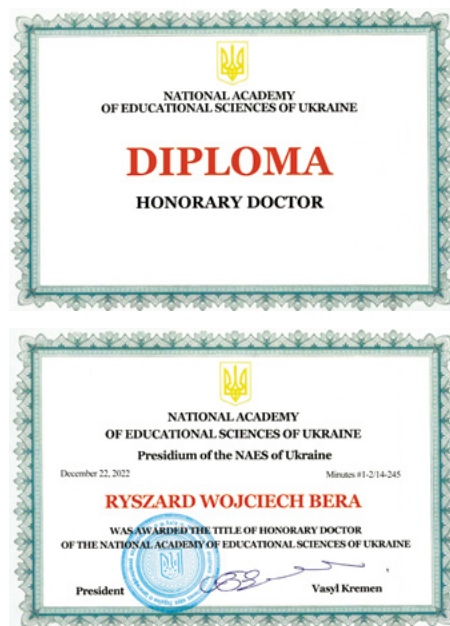 NATIONAL ACADEMY
OF EDUCATIONAL SCIENCES OF UKRAINE
DIPLOMA
HONORARY DOCTOR
NATIONAL ACADEMY
OF EDUCATIONAL SCIENCES OF UKRAINE
Presidium of the NAES of Ukraine
December 22, 2022 Minutes #1-2/14-245
RYSZARD WOJCIECH BERA
WAS AWARDED THE TITLE OF HONORARY DOCTOR
OF THE NATIONAL ACADEMY OF EDUCATIONAL SCIENCES OF UKRAINE
President Vasyl Kremen